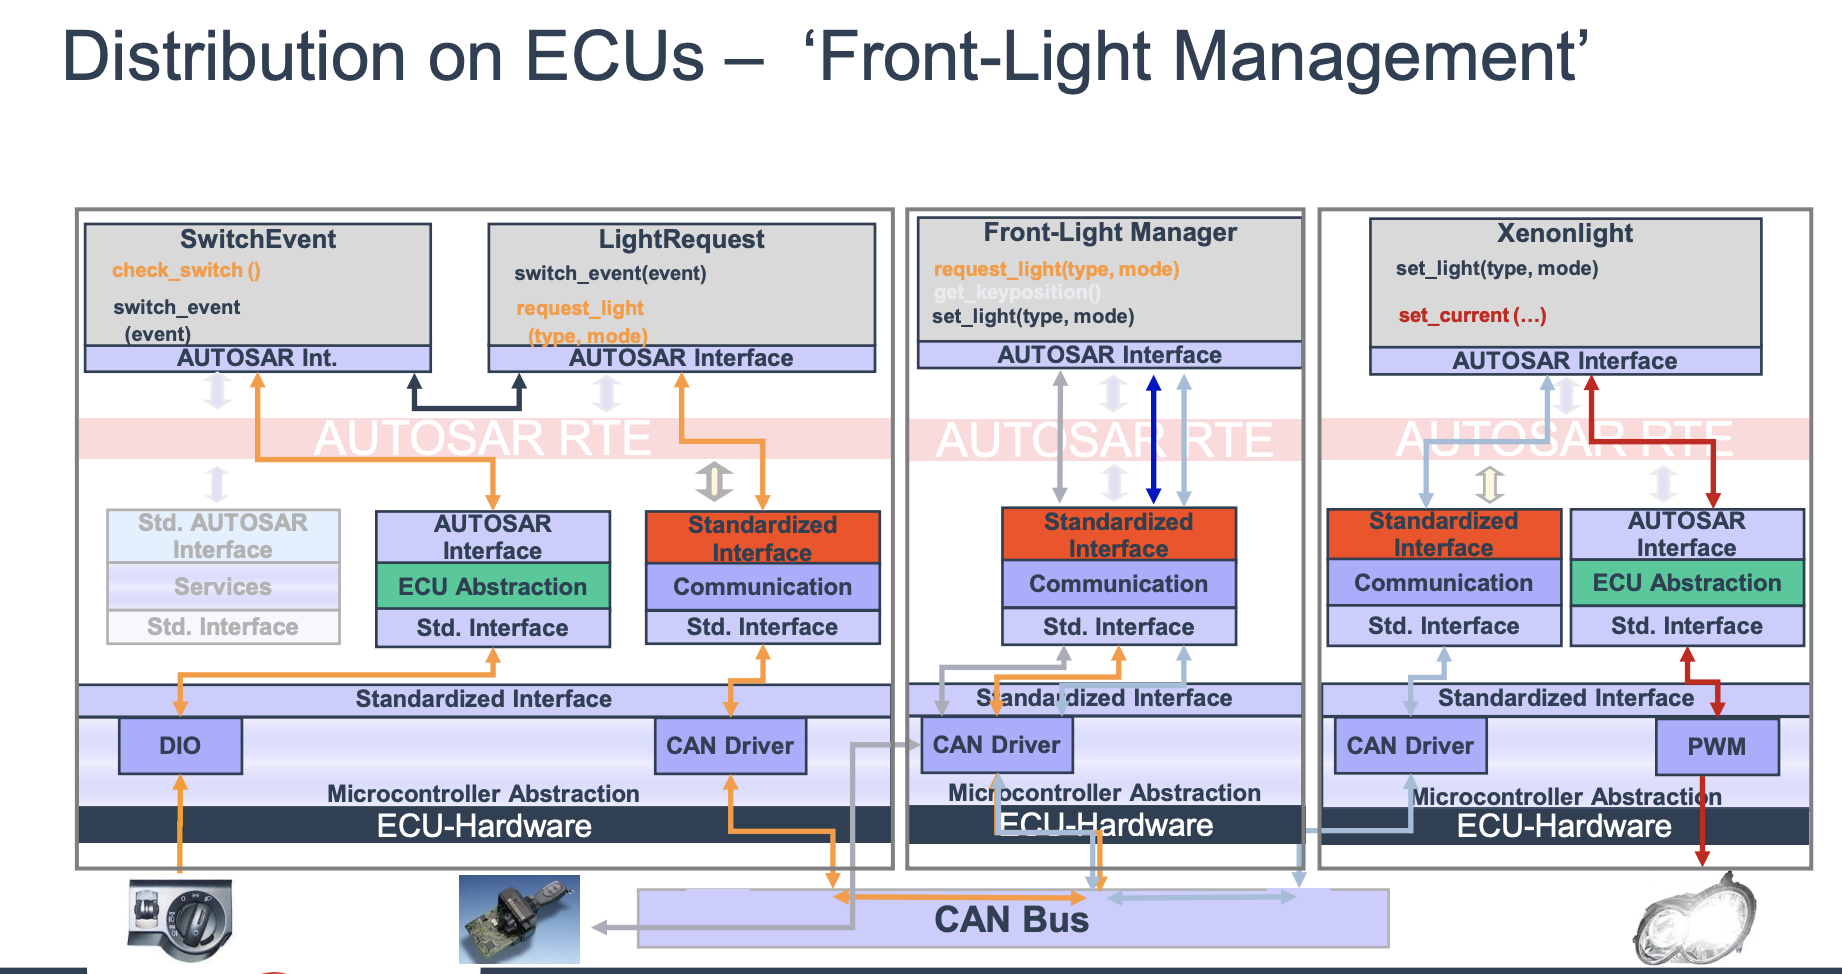 Distribution on ECUs – ‘Front-Light Management’
SwitchEvent
check_switch ()
switch_event
(event)
AUTOSAR Int.
LightRequest
switch_event(event)
request_light
(type, mode)
AUTOSAR Interface
AUTOSAR RTE
Std. AUTOSAR
Interface
Services
Std. Interface
AUTOSAR
Interface
ECU Abstraction
Std. Interface
Standardized
Interface
Communication
Std. Interface
Standardized Interface
DIO
CAN Driver
Microcontroller Abstraction
ECU-Hardware
Front-Light Manager
request_light(type, mode)
get_keyposition()
set_light(type, mode)
AUTOSAR Interface
AUTOSAR RTE
Standardized
Interface
Communication
Std. Interface
Standardized Interface
CAN Driver
Microcontroller Abstraction
ECU-Hardware
Xenonlight
set_light(type, mode)
set_current (...)
AUTOSAR Interface
AUTOSAR RTE
Standardized
Interface
Communication
Std. Interface
AUTOSAR
Interface
ECU Abstraction
Std. Interface
Standardized Interface
CAN Driver
PWM
Microcontroller Abstraction
ECU-Hardware
CAN Bus